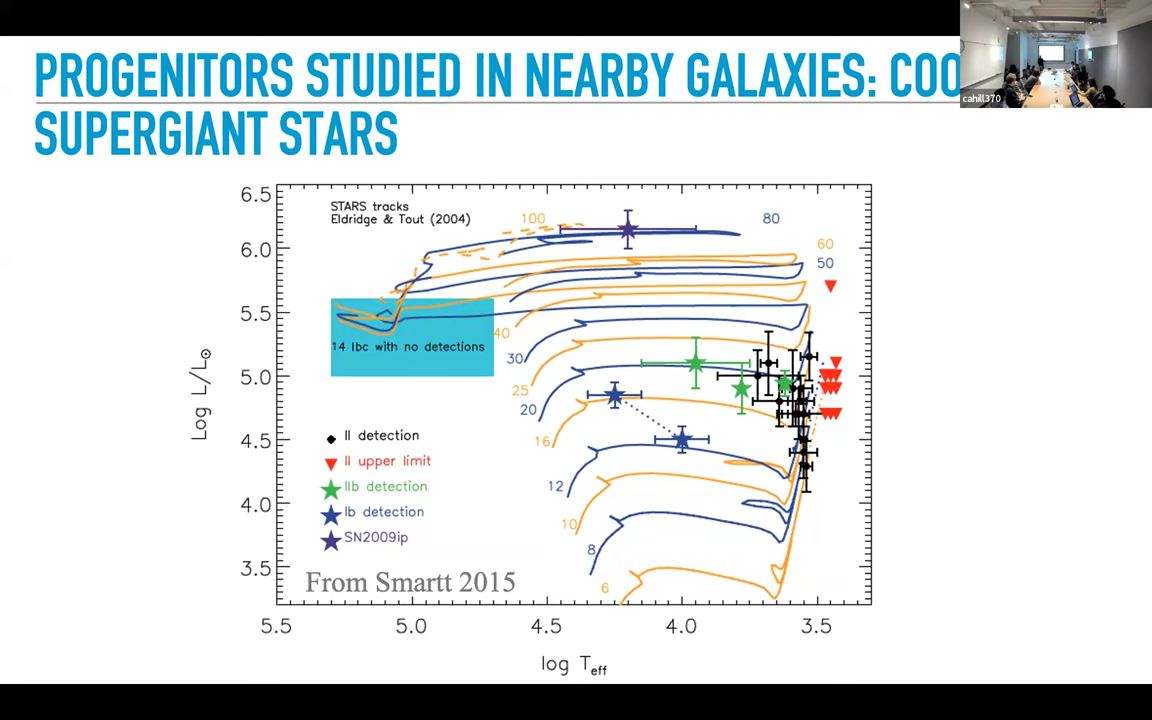 PROGENITORS STUDIED IN NEARBY GALAXIES:
SUPERGIANT STARS
cahill370
6.5
6.0
5.5
5.0
4.5
4.0
3.5
Log L/L☉
STARS tracks
Eldridge & Tout (2004)
100
80
60
50
40
30
25
20
16
12
10
8
6
14 Ibc with no detections
II detection
II upper limit
IIb detection
Ib detection
SN2009ip
From Smartt 2015
5.5 5.0 4.5 4.0 3.5
log Teff